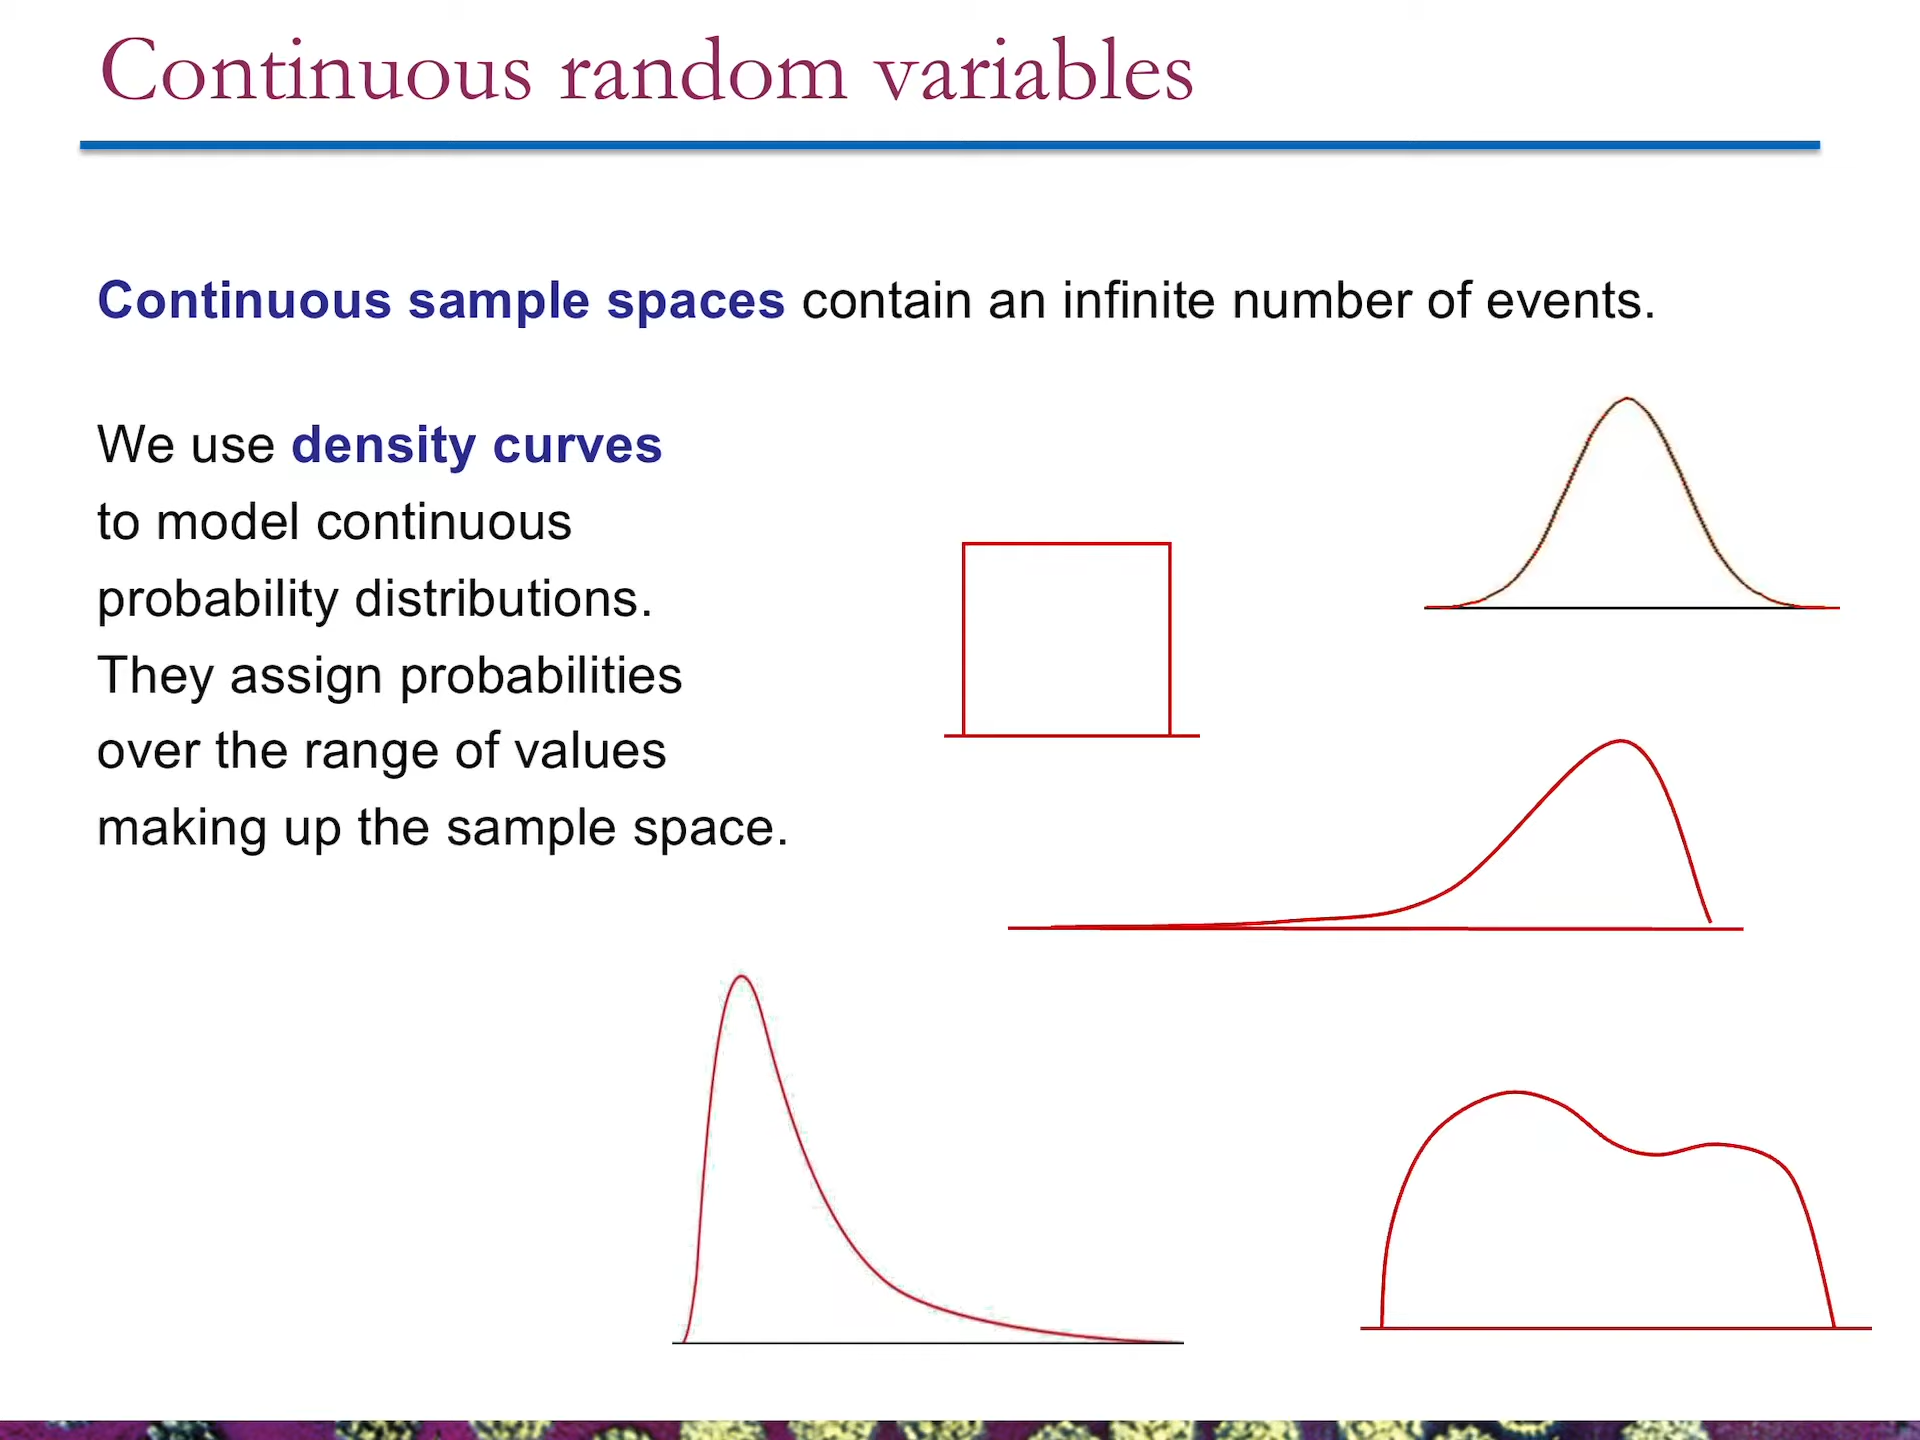 Continuous random variables
Continuous sample spaces contain an infinite number of events.
We use density curves
to model continuous
probability distributions.
They assign probabilities
over the range of values
making up the sample space.